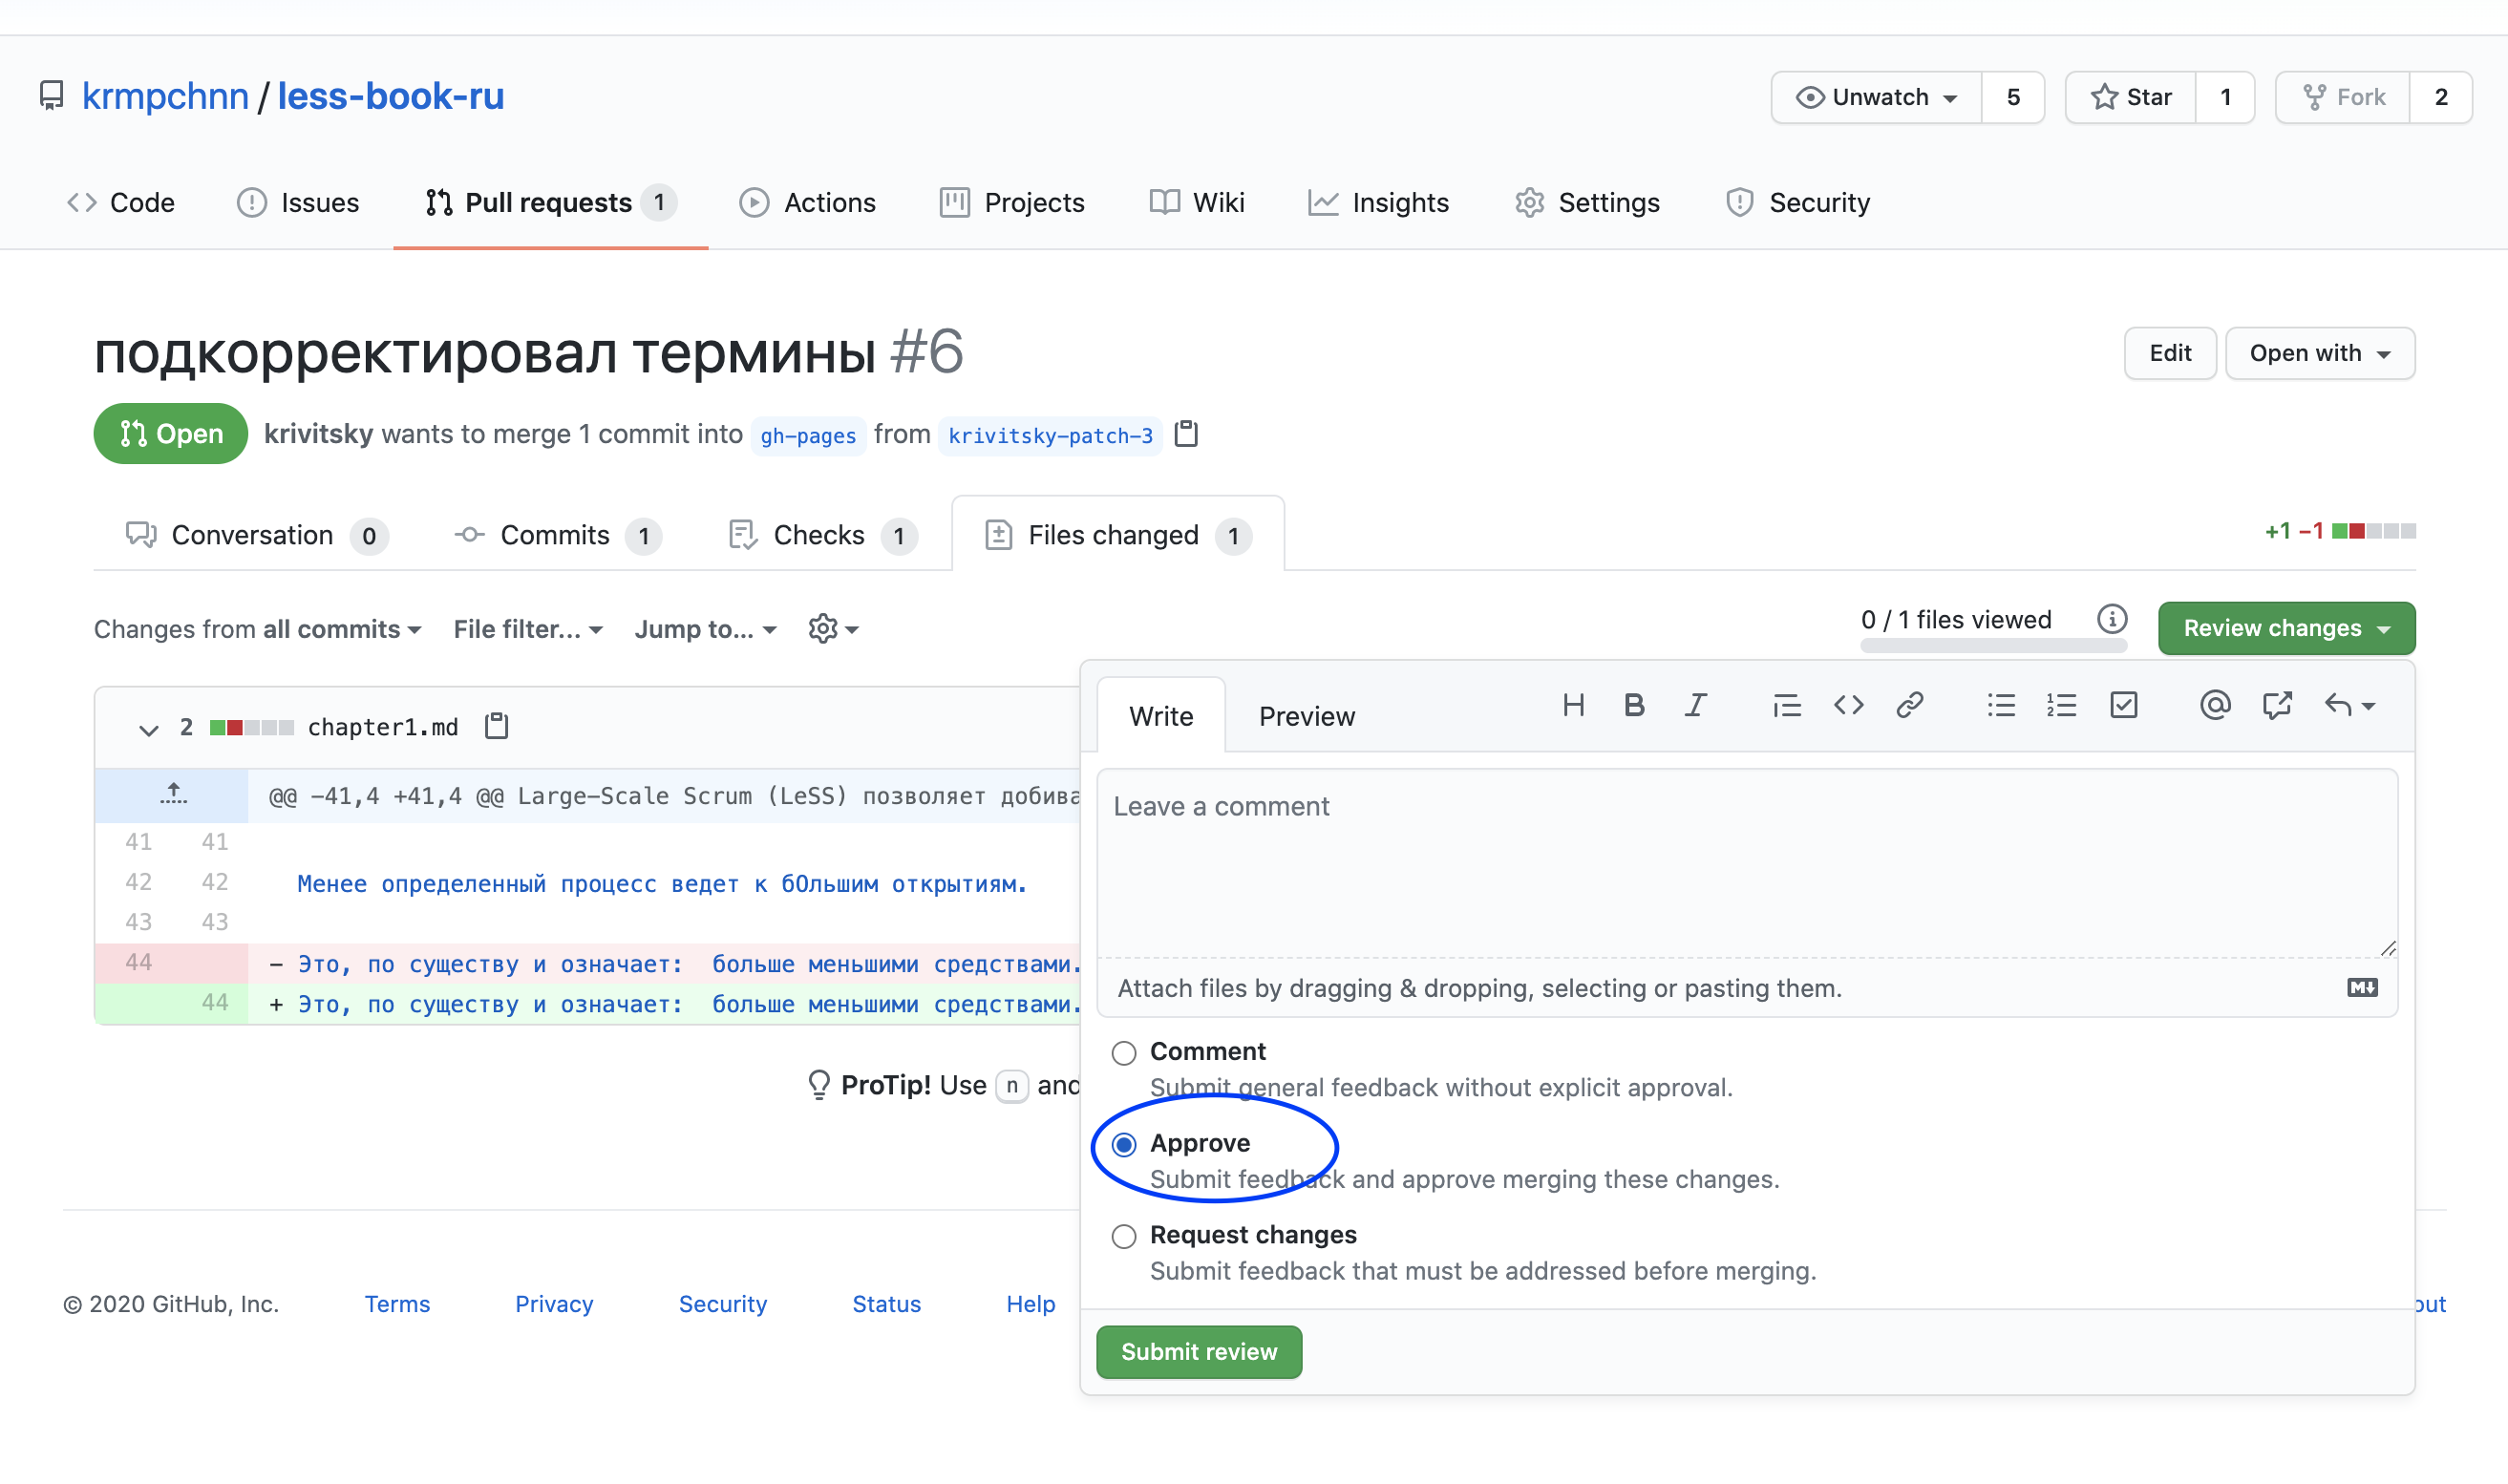 krmpchnn / less-book-ru
Unwatch 5 Star 1 Fork 2
Code Issues Pull requests 1 Actions Projects Wiki Insights Settings Security
подкорректировал термины #6
Edit Open with
Open krivitsky wants to merge 1 commit into gh-pages from krivitsky-patch-3
Conversation 0 Commits 1 Checks 1 Files changed 1
+1 −1
Changes from all commits File filter... Jump to...
0 / 1 files viewed
Review changes
2 chapter1.md
@@ −41,4 +41,4 @@ Large−Scale Scrum (LeSS) позволяет добива
41 41
42 42 Менее определенный процесс ведет к бОльшим открытиям.
43 43
44 − Это, по существу и означает: больше меньшими средствами.
44 + Это, по существу и означает: больше меньшими средствами.
ProTip! Use n and
Write Preview
Leave a comment
Attach files by dragging & dropping, selecting or pasting them.
Comment
Submit general feedback without explicit approval.
Approve
Submit feedback and approve merging these changes.
Request changes
Submit feedback that must be addressed before merging.
Submit review
© 2020 GitHub, Inc. Terms Privacy Security Status Help